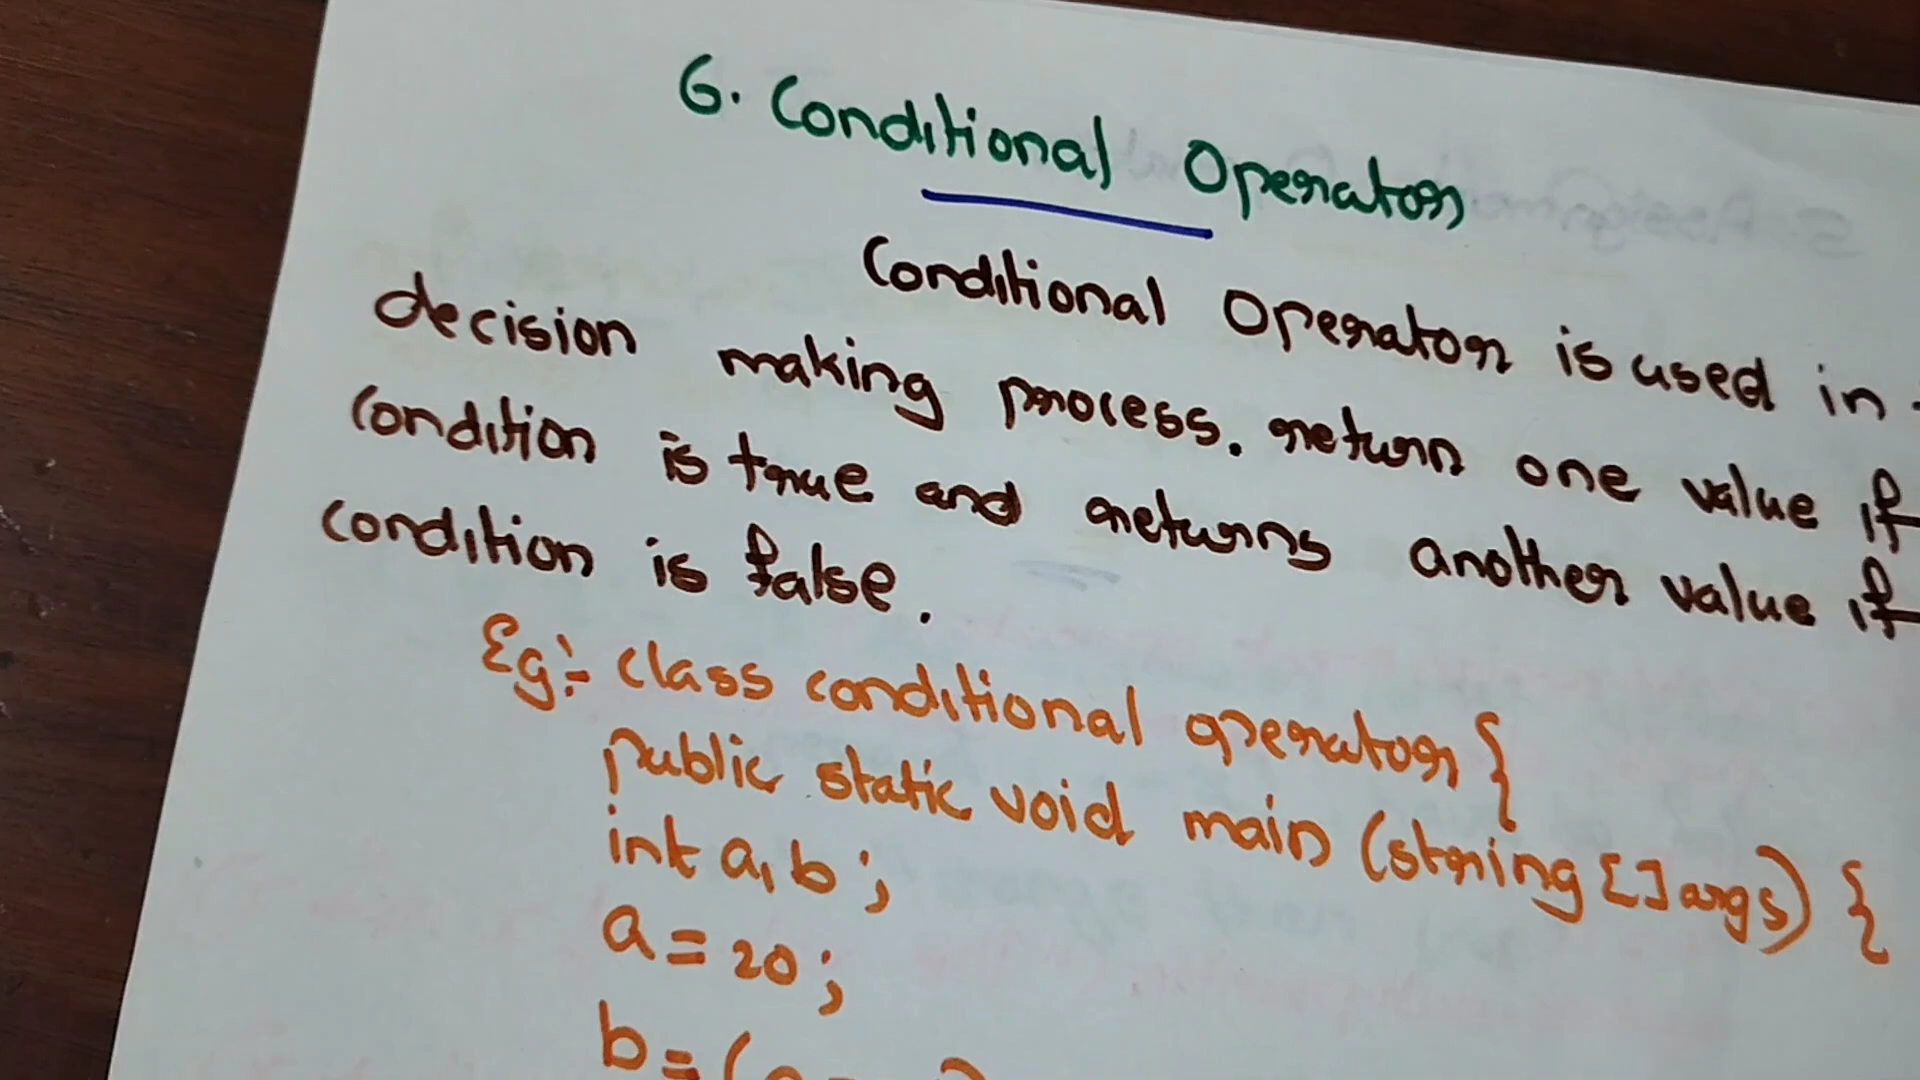 6. Conditional Operator
Conditional Operator is used in
decision making process. return one value if
condition is true and returns another value if
condition is false.
Eg:- class conditional operator {
public static void main (string [] args) {
int a, b ;
a = 20 ;
b = (